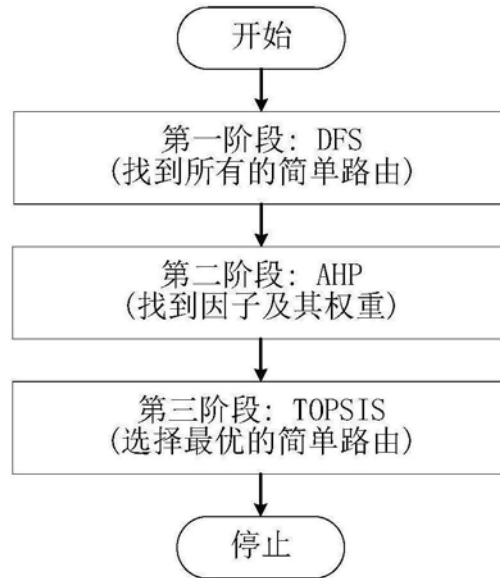 开始
第一阶段: DFS
(找到所有的简单路由)
第二阶段: AHP
(找到因子及其权重)
第三阶段: TOPSIS
(选择最优的简单路由)
停止